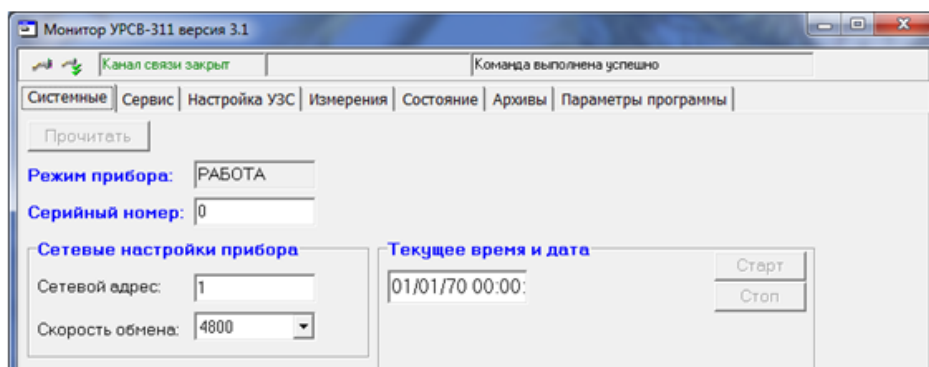 Монитор УРСВ-311 версия 3.1
Канал связи закрыт Команда выполнена успешно
Системные Сервис Настройка УЗС Измерения Состояние Архивы Параметры программы
Прочитать
Режим прибора: РАБОТА
Серийный номер: 0
Сетевые настройки прибора
Сетевой адрес: 1
Скорость обмена: 4800
Текущее время и дата
01/01/70 00:00:
Старт
Стоп